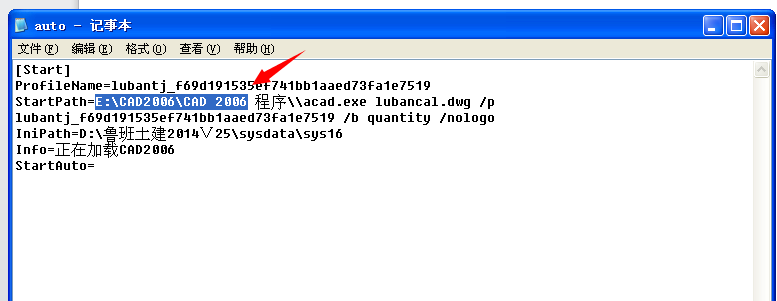 auto - 记事本
文件(F) 编辑(E) 格式(O) 查看(V) 帮助(H)
[Start]
ProfileName=lubantj_f69d191535ef741bb1aaed73fa1e7519
StartPath=E:\CAD2006\CAD 2006 程序\\acad.exe lubancal.dwg /p
lubantj_f69d191535ef741bb1aaed73fa1e7519 /b quantity /nologo
IniPath=D:\鲁班土建2014V25\sysdata\sys16
Info=正在加载CAD2006
StartAuto=